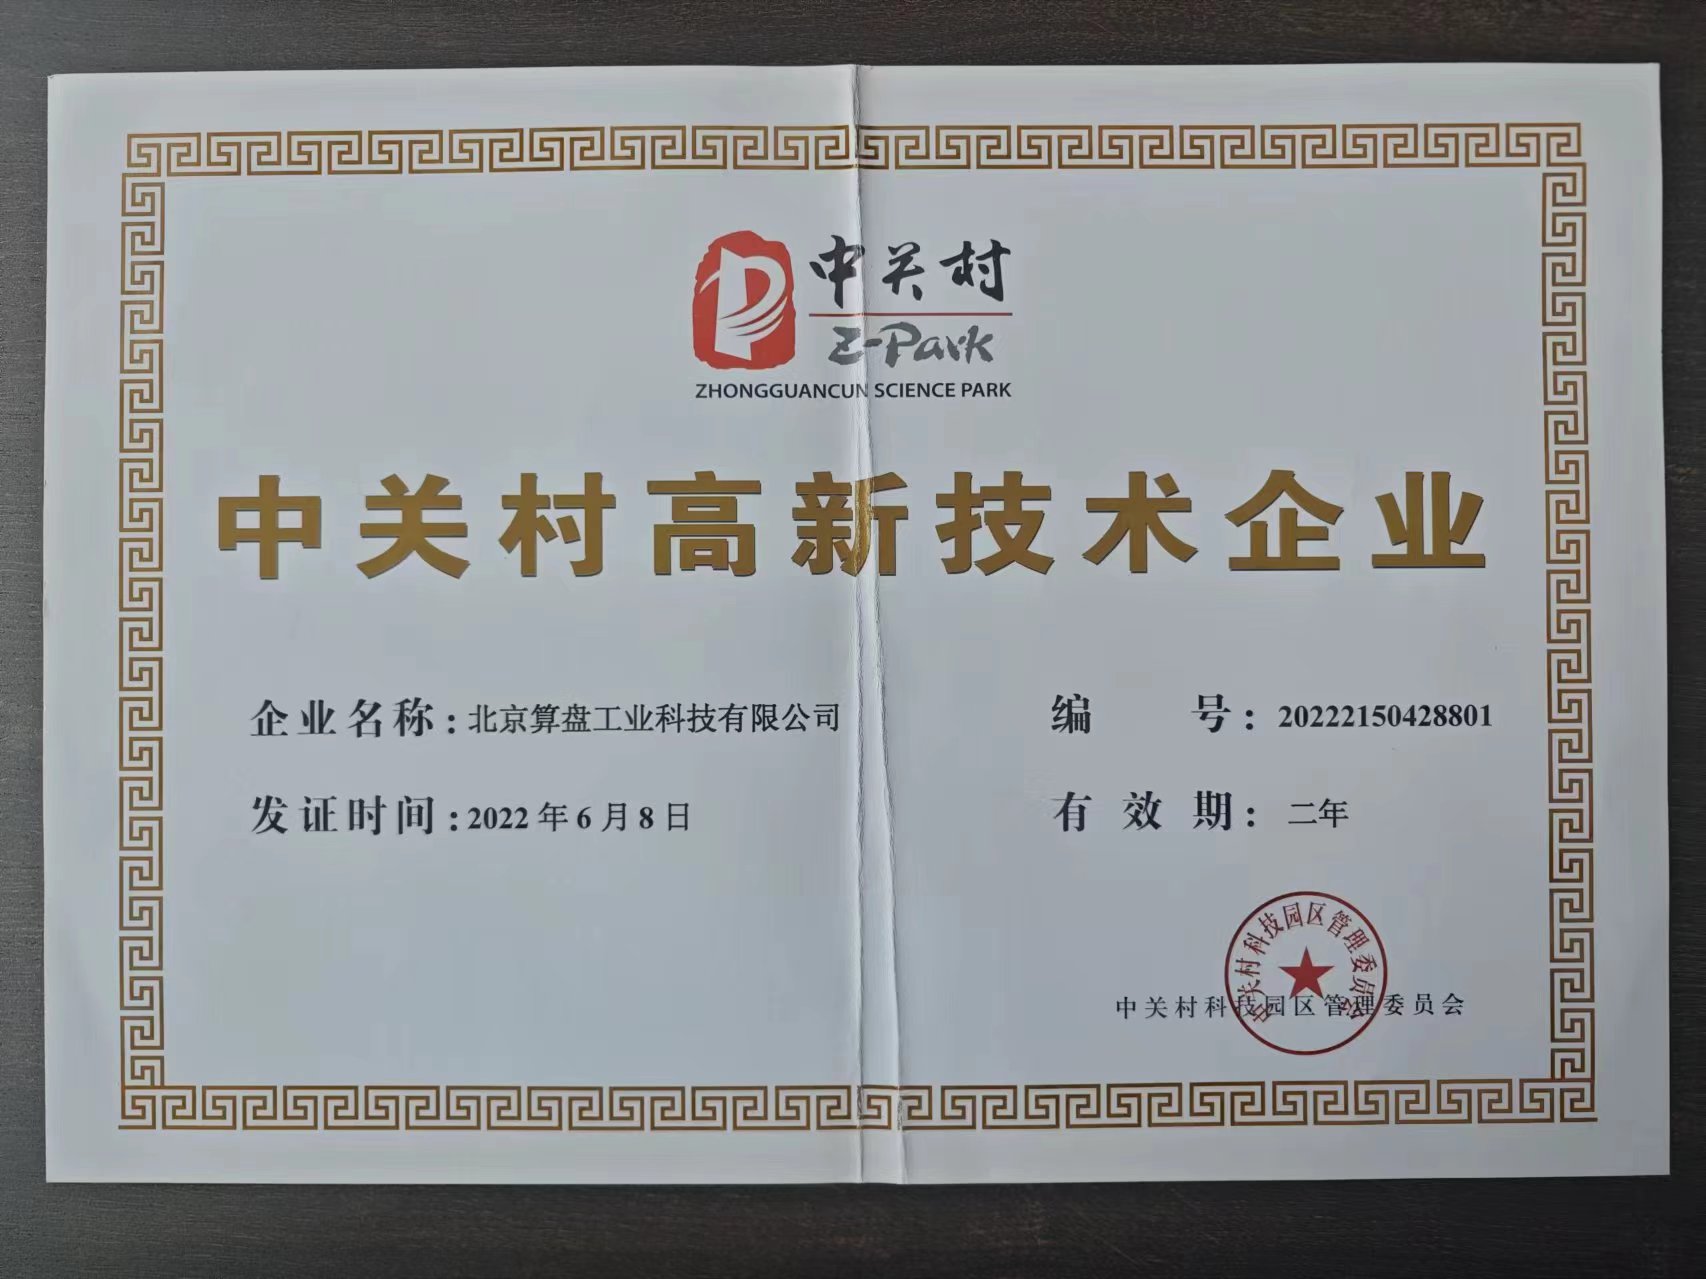 中关村
Z-Park
ZHONGGUANCUN SCIENCE PARK
中关村高新技术企业
企业名称：北京算盘工业科技有限公司
编 号：20222150428801
发证时间：2022年6月8日
有效期：二年
中关村科技园区管理委员会
中关村科技园区管理委员会